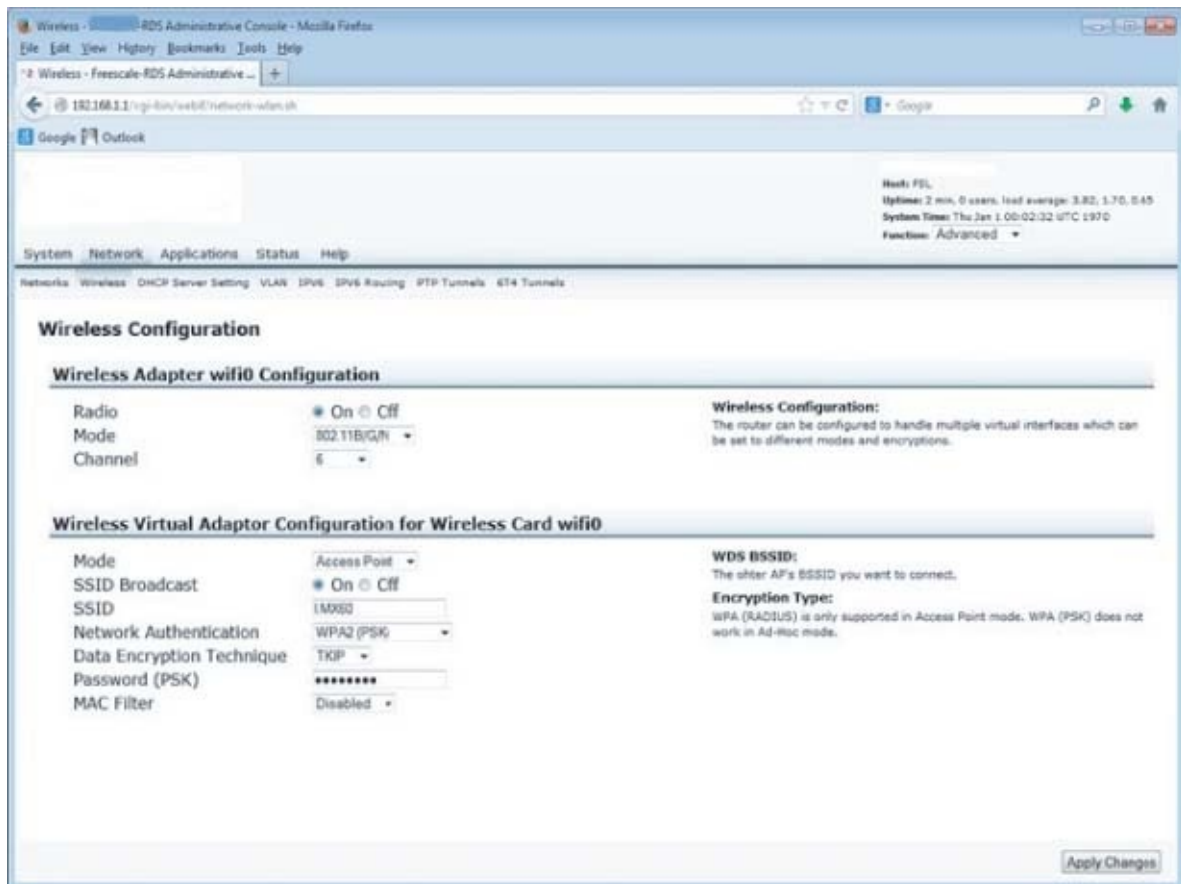 Wireless - -RDS Administrative Console - Mozilla Firefox
File Edit View History Bookmarks Tools Help
Wireless - Freescale-RDS Administrative ... +
192.168.1.1/cgi-bin/webif/network-wlan.sh
Google
Google Outlook
Host: FSL
Uptime: 2 min, 0 users, load average: 3.82, 1.70, 0.65
System Time: Thu Jan 1 00:02:32 UTC 1970
Function: Advanced
System Network Applications Status Help
Networks Wireless DHCP Server Setting VLAN IPV6 IPV6 Routing PTP Tunnels 6T4 Tunnels
Wireless Configuration
Wireless Adapter wifi0 Configuration
Radio On Off
Mode 802.11B/G/N
Channel 6
Wireless Configuration:
The router can be configured to handle multiple virtual interfaces which can
be set to different modes and encryptions.
Wireless Virtual Adaptor Configuration for Wireless Card wifi0
Mode Access Point
SSID Broadcast On Off
SSID
Network Authentication WPA2 (PSK)
Data Encryption Technique TKIP
Password (PSK) ••••••••
MAC Filter Disabled
WDS BSSID:
The ohter AP's BSSID you want to connect.
Encryption Type:
WPA (RADIUS) is only supported in Access Point mode. WPA (PSK) does not
work in Ad-Hoc mode.
Apply Changes